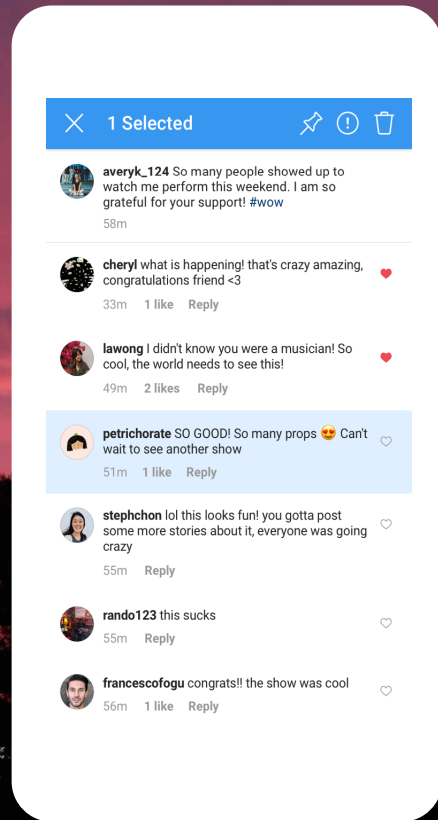 1 Selected
averyk_124 So many people showed up to
watch me perform this weekend. I am so
grateful for your support! #wow
58m
cheryl what is happening! that's crazy amazing,
congratulations friend <3
33m 1 like Reply
lawong I didn't know you were a musician! So
cool, the world needs to see this!
49m 2 likes Reply
petrichorate SO GOOD! So many props 😍 Can't
wait to see another show
51m 1 like Reply
stephchon lol this looks fun! you gotta post
some more stories about it, everyone was going
crazy
55m Reply
rando123 this sucks
55m Reply
francescofogu congrats!! the show was cool
56m 1 like Reply